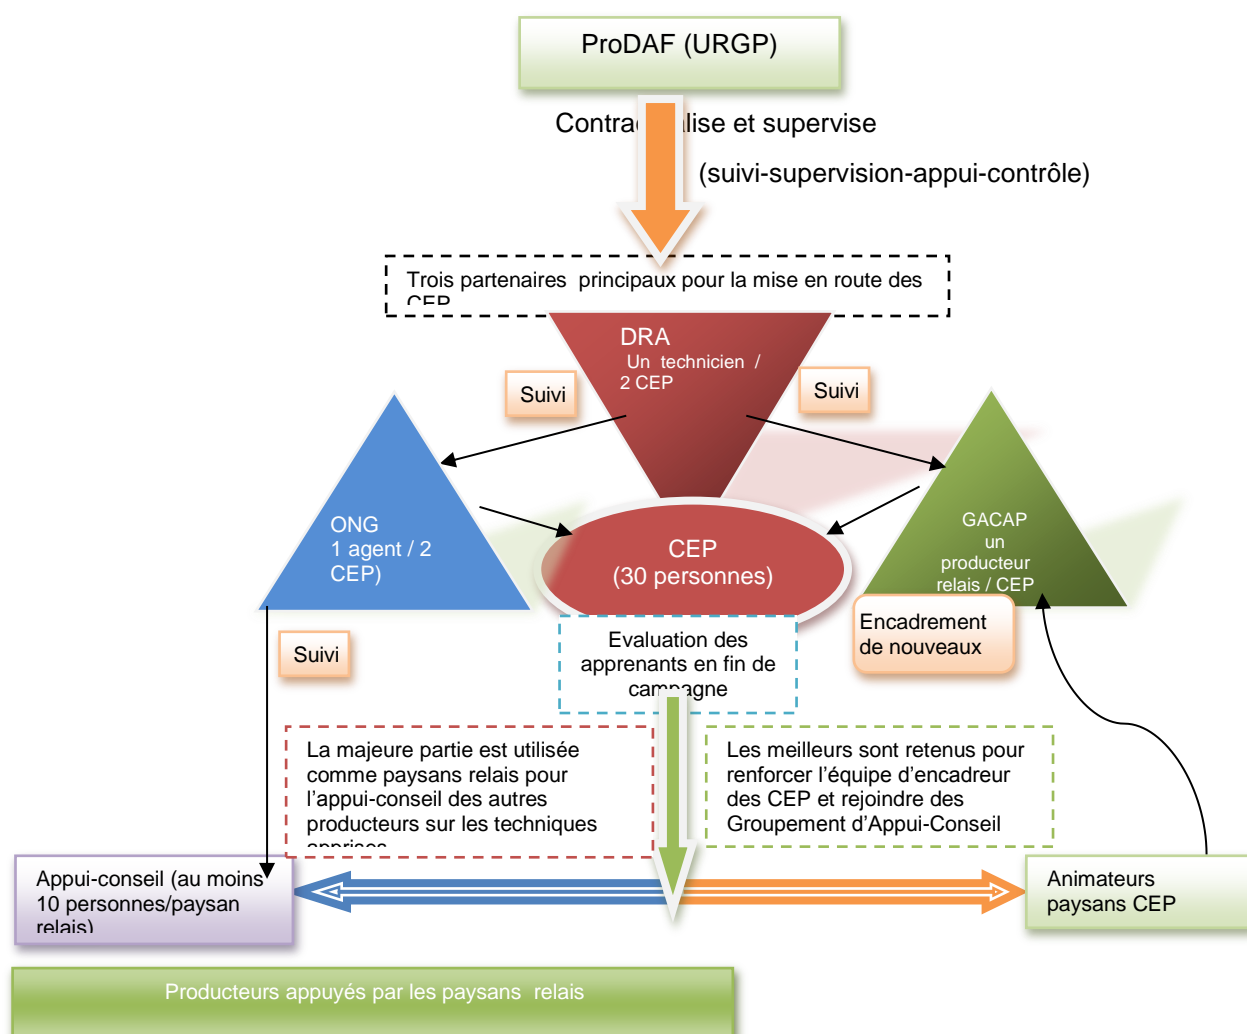 ProDAF (URGP)
Contractualise et supervise
(suivi-supervision-appui-contrôle)
Trois partenaires principaux pour la mise en route des
CEP
DRA
Un technicien /
2 CEP
Suivi
Suivi
ONG
1 agent / 2
CEP)
CEP
(30 personnes)
GACAP
un
producteur
relais / CEP
Suivi
Evaluation des
apprenants en fin de
campagne
Encadrement
de nouveaux
La majeure partie est utilisée
comme paysans relais pour
l’appui-conseil des autres
producteurs sur les techniques
apprises
Les meilleurs sont retenus pour
renforcer l’équipe d’encadreur
des CEP et rejoindre des
Groupement d’Appui-Conseil
Appui-conseil (au moins
10 personnes/paysan
relais)
Animateurs
paysans CEP
Producteurs appuyés par les paysans relais